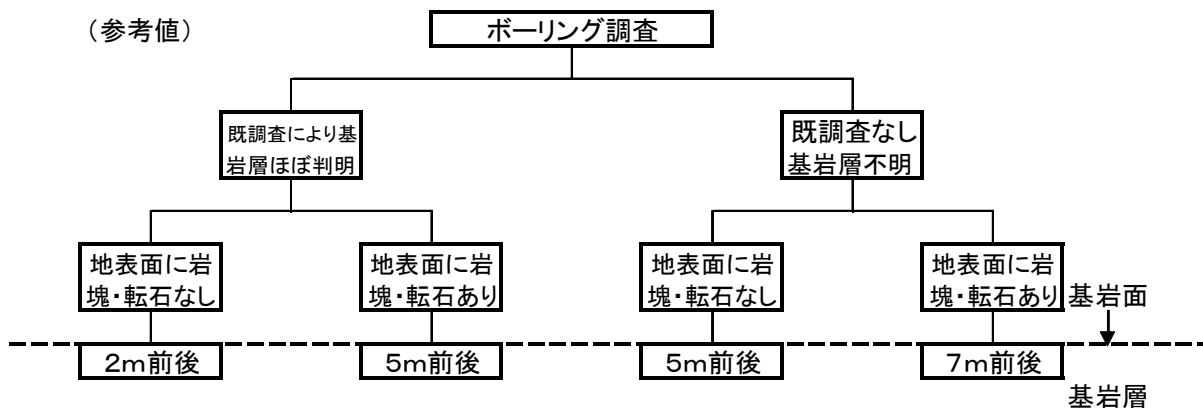 （参考値）
ボーリング調査
既調査により基
岩層ほぼ判明
既調査なし
基岩層不明
地表面に岩
塊・転石なし
地表面に岩
塊・転石あり
地表面に岩
塊・転石なし
地表面に岩
塊・転石あり
基岩面
2m前後
5m前後
5m前後
7m前後
基岩層